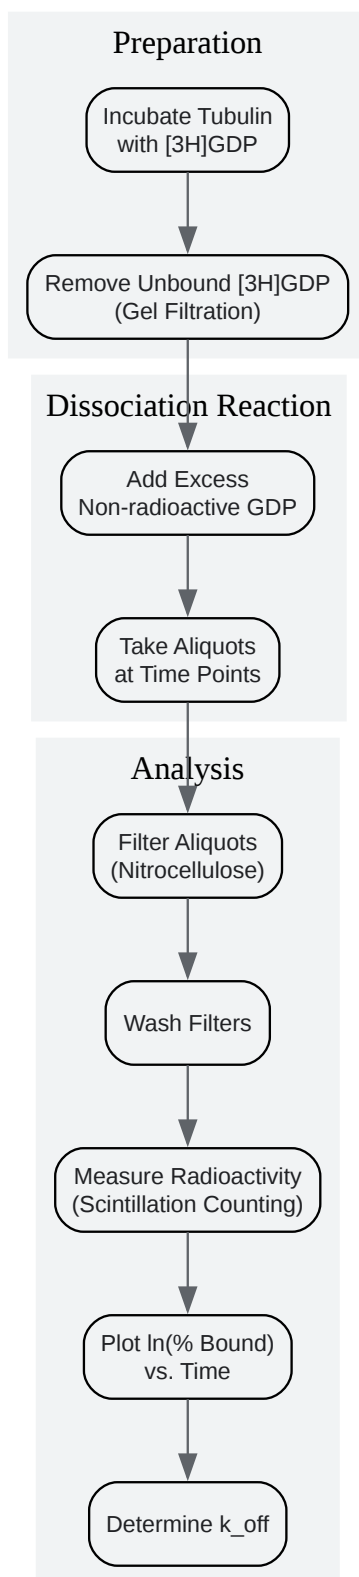 Preparation
Incubate Tubulin
with [3H]GDP
Remove Unbound [3H]GDP
(Gel Filtration)
Dissociation Reaction
Add Excess
Non-radioactive GDP
Take Aliquots
at Time Points
Analysis
Filter Aliquots
(Nitrocellulose)
Wash Filters
Measure Radioactivity
(Scintillation Counting)
Plot ln(% Bound)
vs. Time
Determine k_off